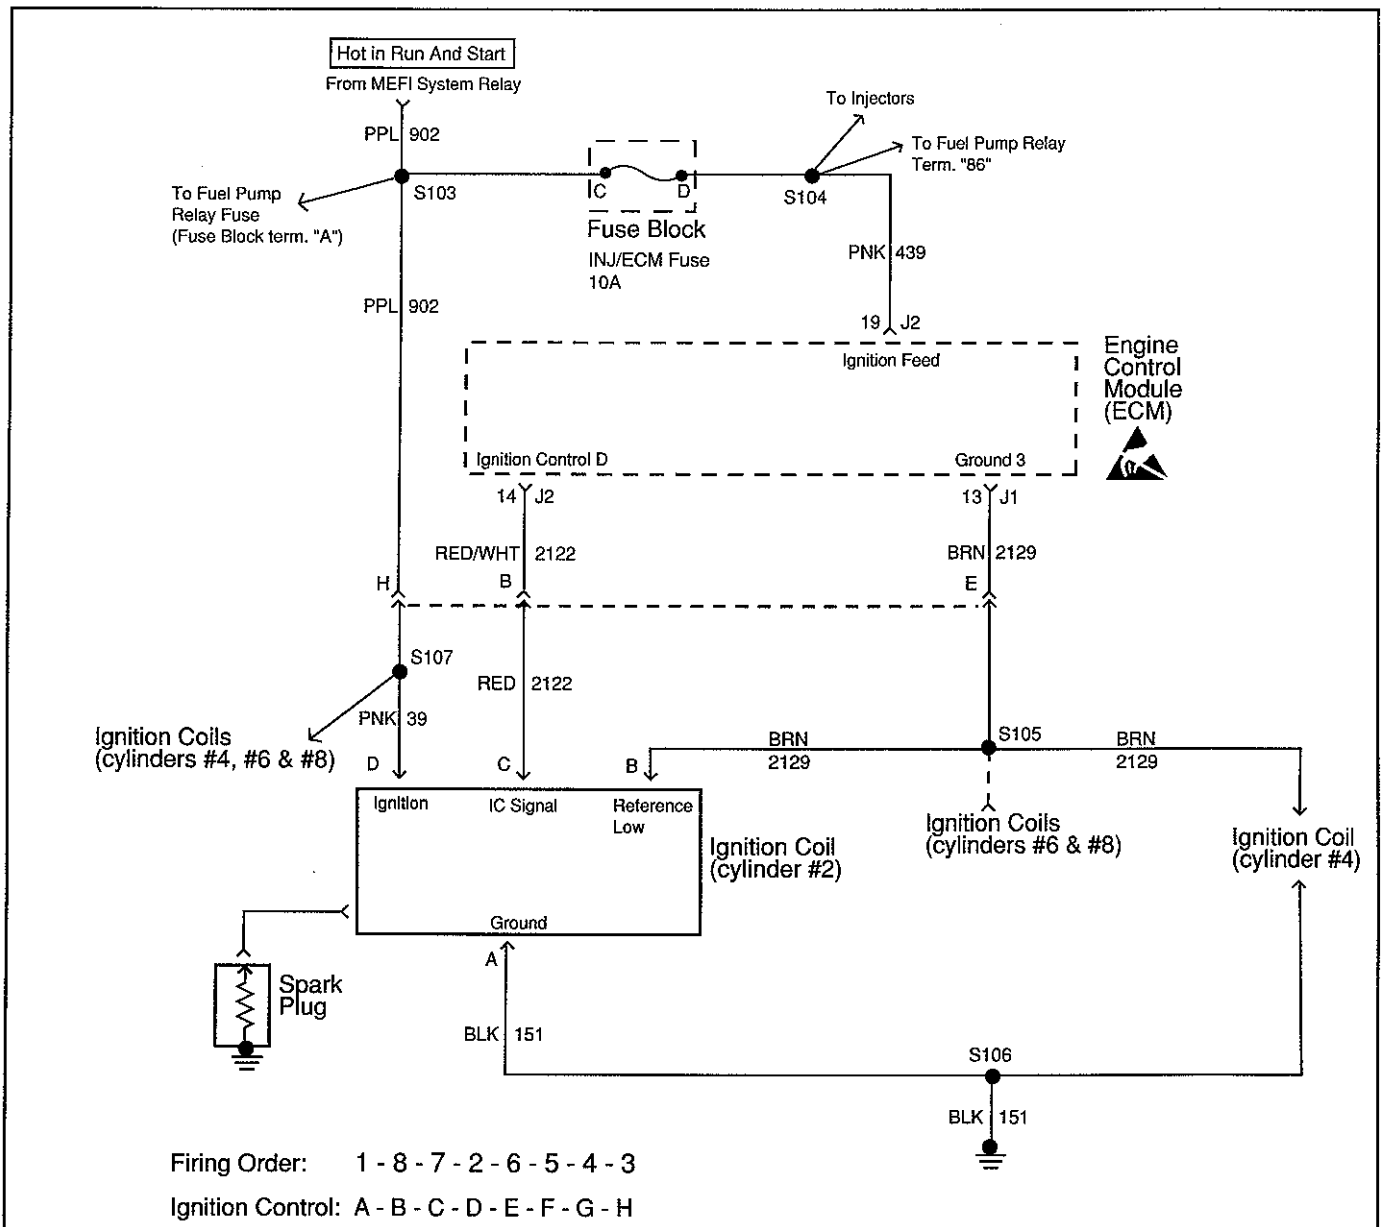 Hot in Run And Start
From MEFI System Relay
To Injectors
PPL 902
To Fuel Pump Relay
Term. "86"
To Fuel Pump
Relay Fuse
(Fuse Block term. "A")
S103
C
D
S104
Fuse Block
INJ/ECM Fuse
10A
PNK 439
PPL 902
19 J2
Ignition Feed
Engine
Control
Module
(ECM)
Ignition Control D
Ground 3
14 J2
13 J1
RED/WHT 2122
BRN 2129
H
B
E
S107
RED 2122
PNK 39
Ignition Coils
(cylinders #4, #6 & #8)
S105
BRN
2129
BRN
2129
D
C
B
Ignition
IC Signal
Reference
Low
Ignition Coil
(cylinder #2)
Ignition Coils
(cylinders #6 & #8)
Ignition Coil
(cylinder #4)
Ground
A
Spark
Plug
BLK 151
S106
BLK 151
Firing Order: 1 - 8 - 7 - 2 - 6 - 5 - 4 - 3
Ignition Control: A - B - C - D - E - F - G - H